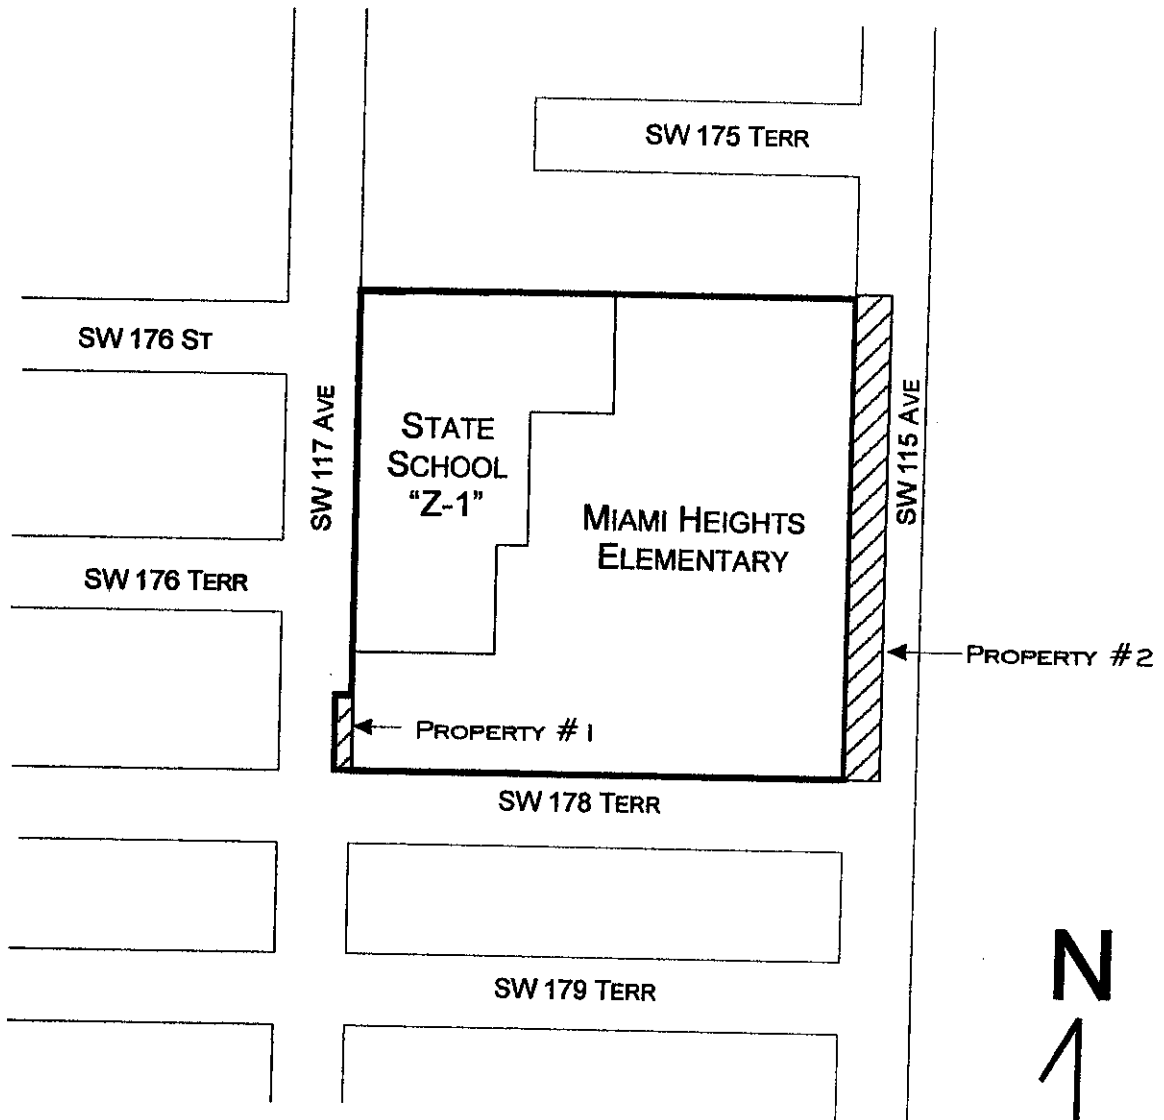 SW 175 TERR
SW 176 ST
SW 117 AVE
STATE
SCHOOL
“Z-1”
SW 115 AVE
MIAMI HEIGHTS
ELEMENTARY
SW 176 TERR
PROPERTY #2
PROPERTY #1
SW 178 TERR
SW 179 TERR
N